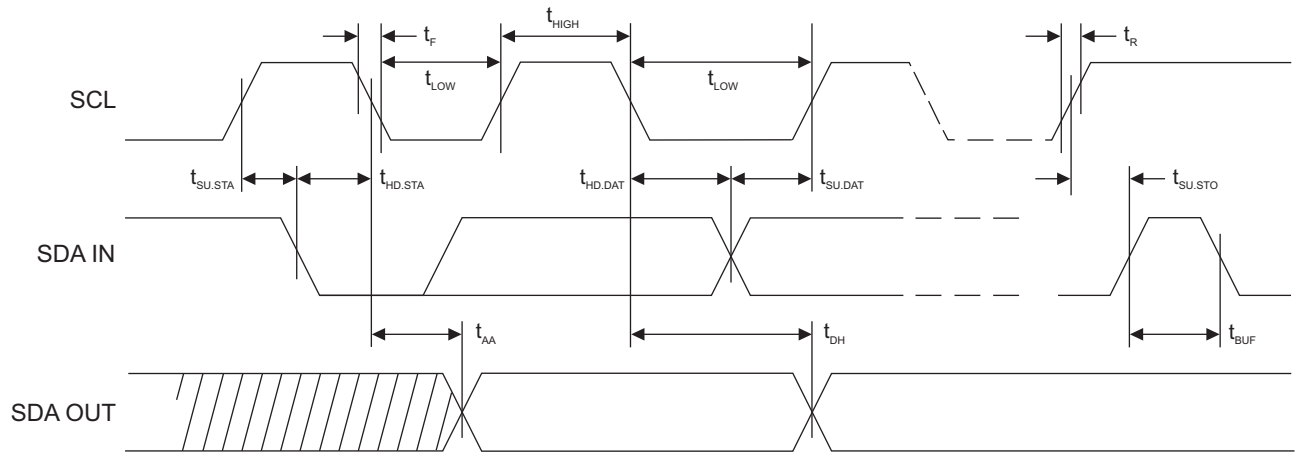 tHIGH
tF
tR
tLOW
tLOW
SCL
tSU.STA
tHD.STA
tHD.DAT
tSU.DAT
tSU.STO
SDA IN
tAA
tDH
tBUF
SDA OUT